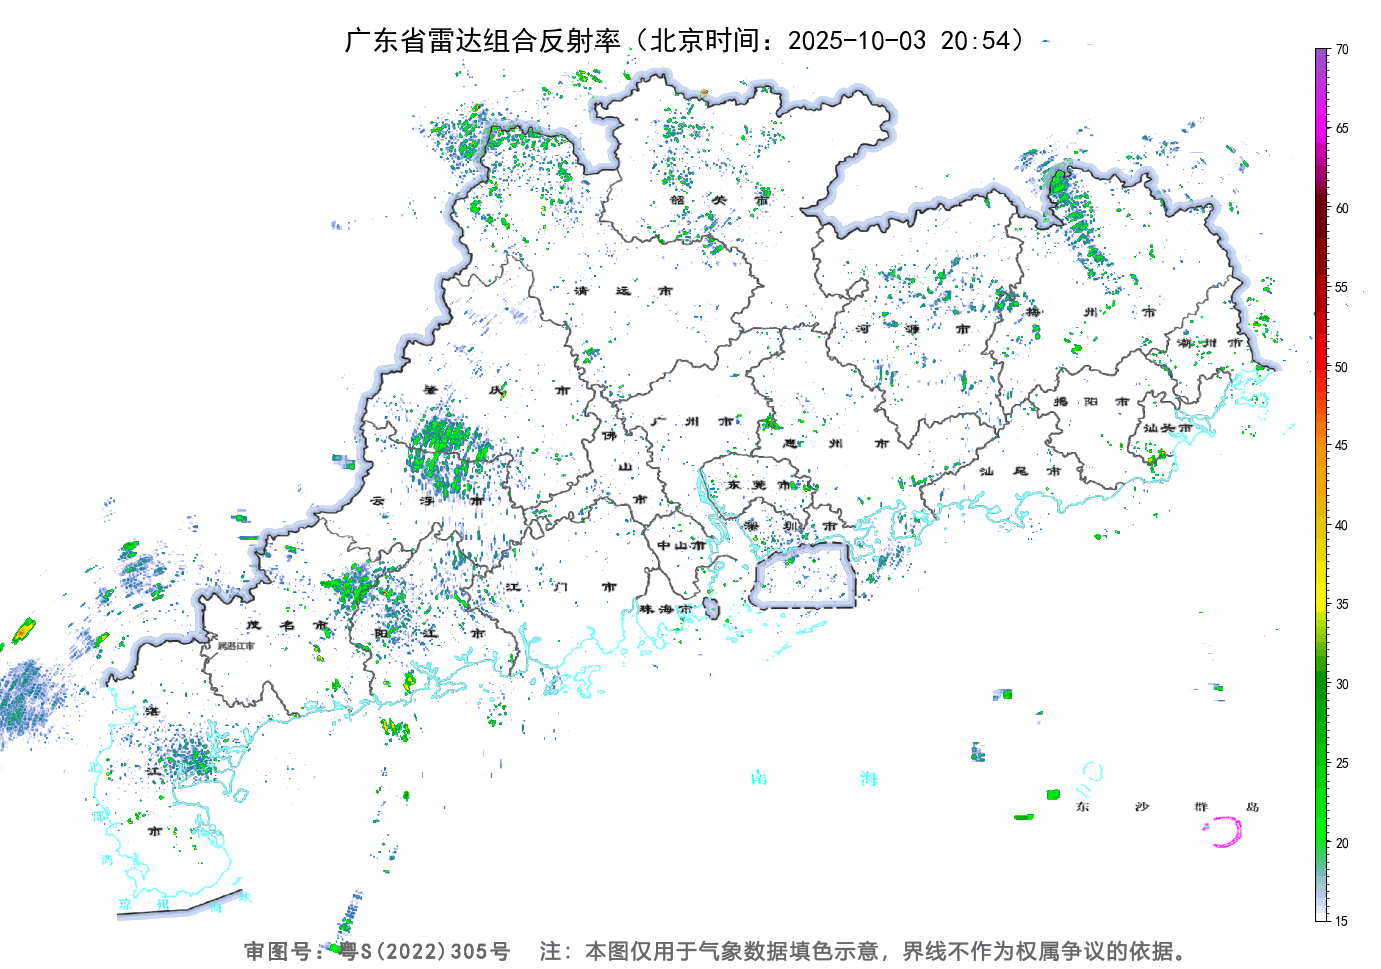 广东省雷达组合反射率（北京时间：2025-10-03 20:54）
70
65
60
55
50
45
40
35
30
25
20
15
韶关市
清远市
河源市
梅州市
潮州市
肇庆市
广州市
佛山市
惠州市
揭阳市
汕头市
汕尾市
云浮市
东莞市
深圳市
中山市
江门市
珠海市
茂名市
阳江市
属湛江市
湛江市
北部湾
南海
东沙群岛
琼州海峡
审图号：粤S(2022)305号 注：本图仅用于气象数据填色示意，界线不作为权属争议的依据。